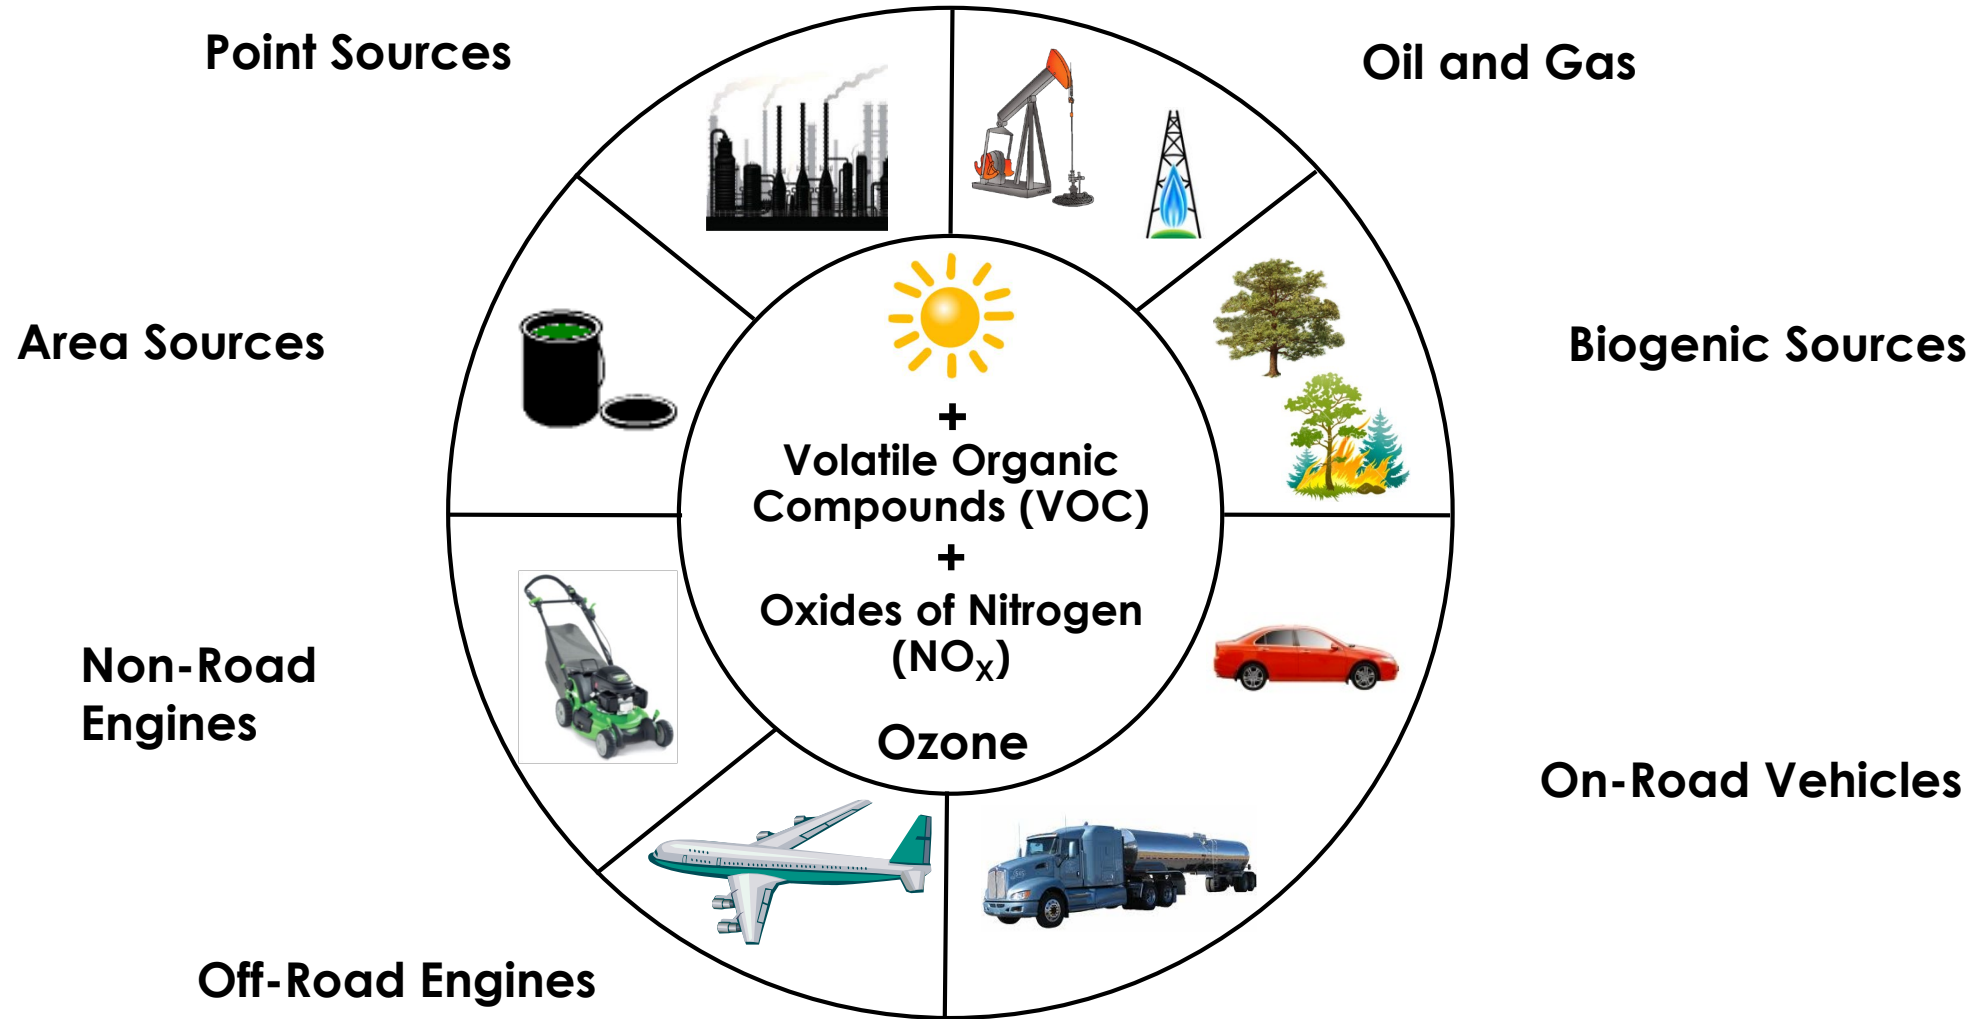 Point Sources
Oil and Gas
Area Sources
Biogenic Sources
+
Volatile Organic
Compounds (VOC)
+
Oxides of Nitrogen
(NOX)
Ozone
Non-Road
Engines
On-Road Vehicles
Off-Road Engines